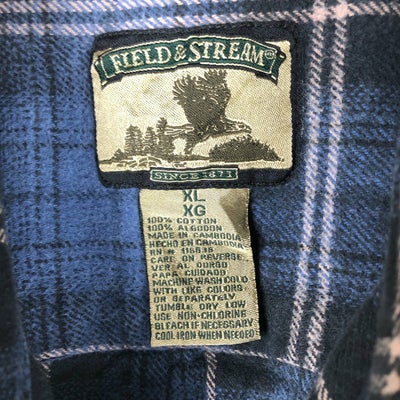 FIELD & STREAM
SINCE 1871
XL
XG
100% COTTON
100% ALGODON
MADE IN CAMBODIA
HECHO EN CAMBODIA
CARE ON REVERSE
VER AL DORSO
PARA CUIDADO
MACHINE WASH COLD
WITH LIKE COLORS
OR SEPARATELY
TUMBLE DRY LOW
USE NON-CHLORINE
BLEACH IF NECESSARY
COOL IRON WHEN NEEDED